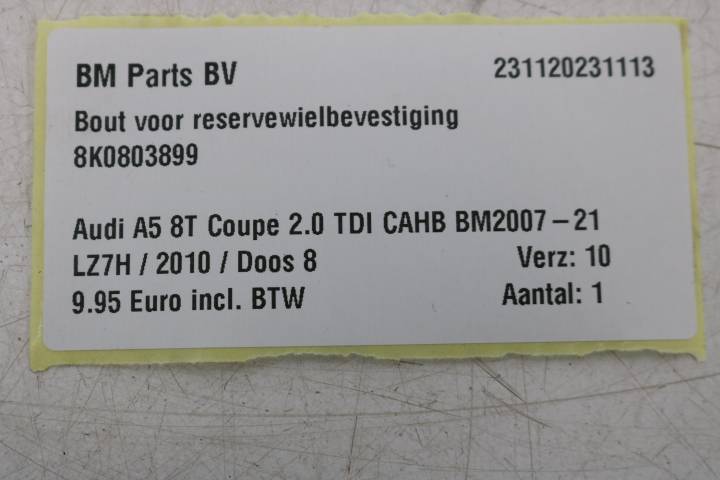 BM Parts BV 231120231113
Bout voor reservewielbevestiging
8K0803899
Audi A5 8T Coupe 2.0 TDI CAHB BM2007-21
LZ7H / 2010 / Doos 8 Verz: 10
9.95 Euro incl. BTW Aantal: 1